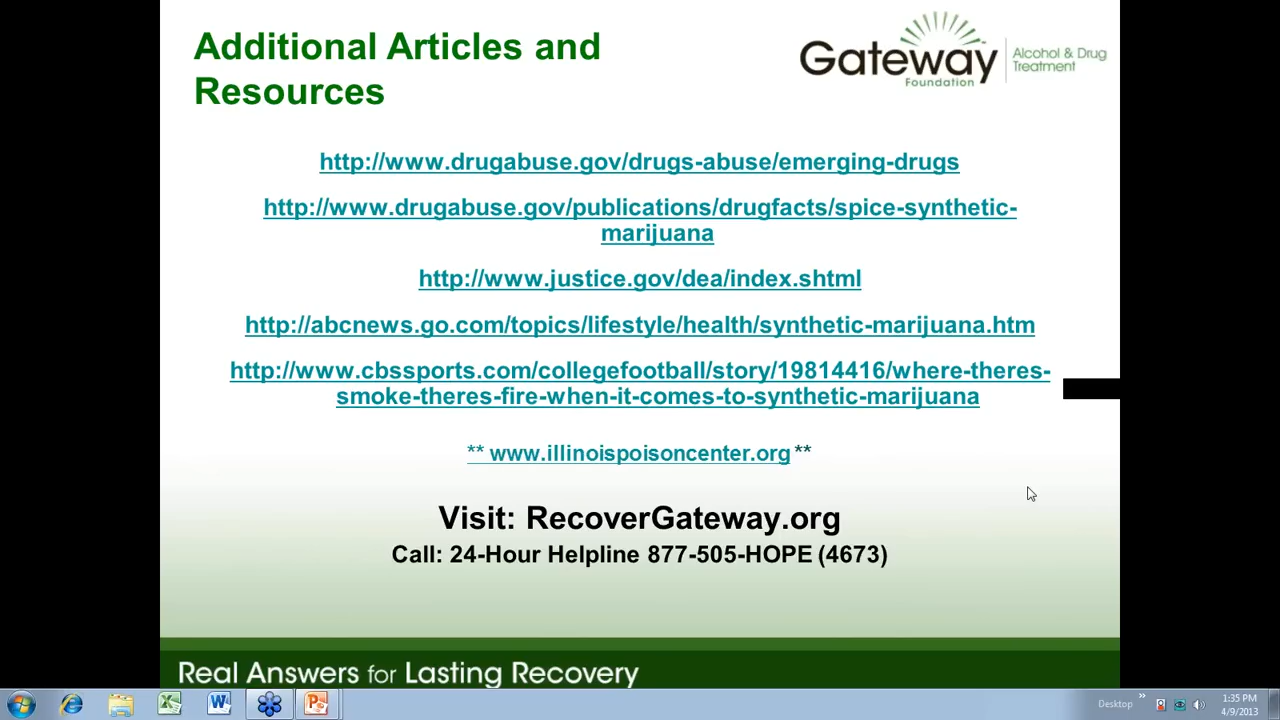 Additional Articles and
Resources
Gateway
Foundation
Alcohol & Drug
Treatment
http://www.drugabuse.gov/drugs-abuse/emerging-drugs
http://www.drugabuse.gov/publications/drugfacts/spice-synthetic-
marijuana
http://www.justice.gov/dea/index.shtml
http://abcnews.go.com/topics/lifestyle/health/synthetic-marijuana.htm
http://www.cbssports.com/collegefootball/story/19814416/where-theres-
smoke-theres-fire-when-it-comes-to-synthetic-marijuana
** www.illinoispoisoncenter.org **
Visit: RecoverGateway.org
Call: 24-Hour Helpline 877-505-HOPE (4673)
Real Answers for Lasting Recovery
Desktop
1:35 PM
4/9/2013